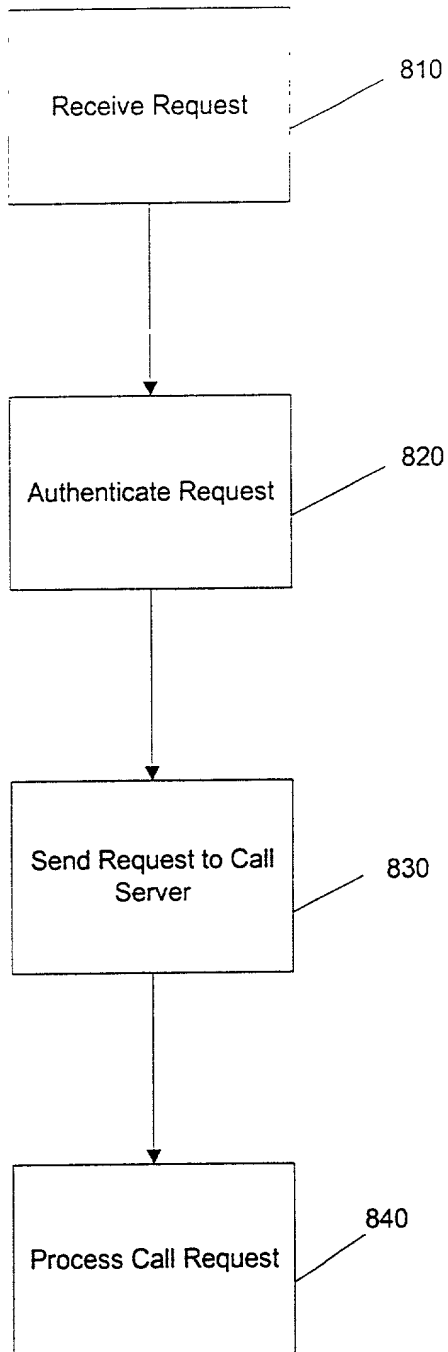 Receive Request
810
Authenticate Request
820
Send Request to Call
Server
830
Process Call Request
840